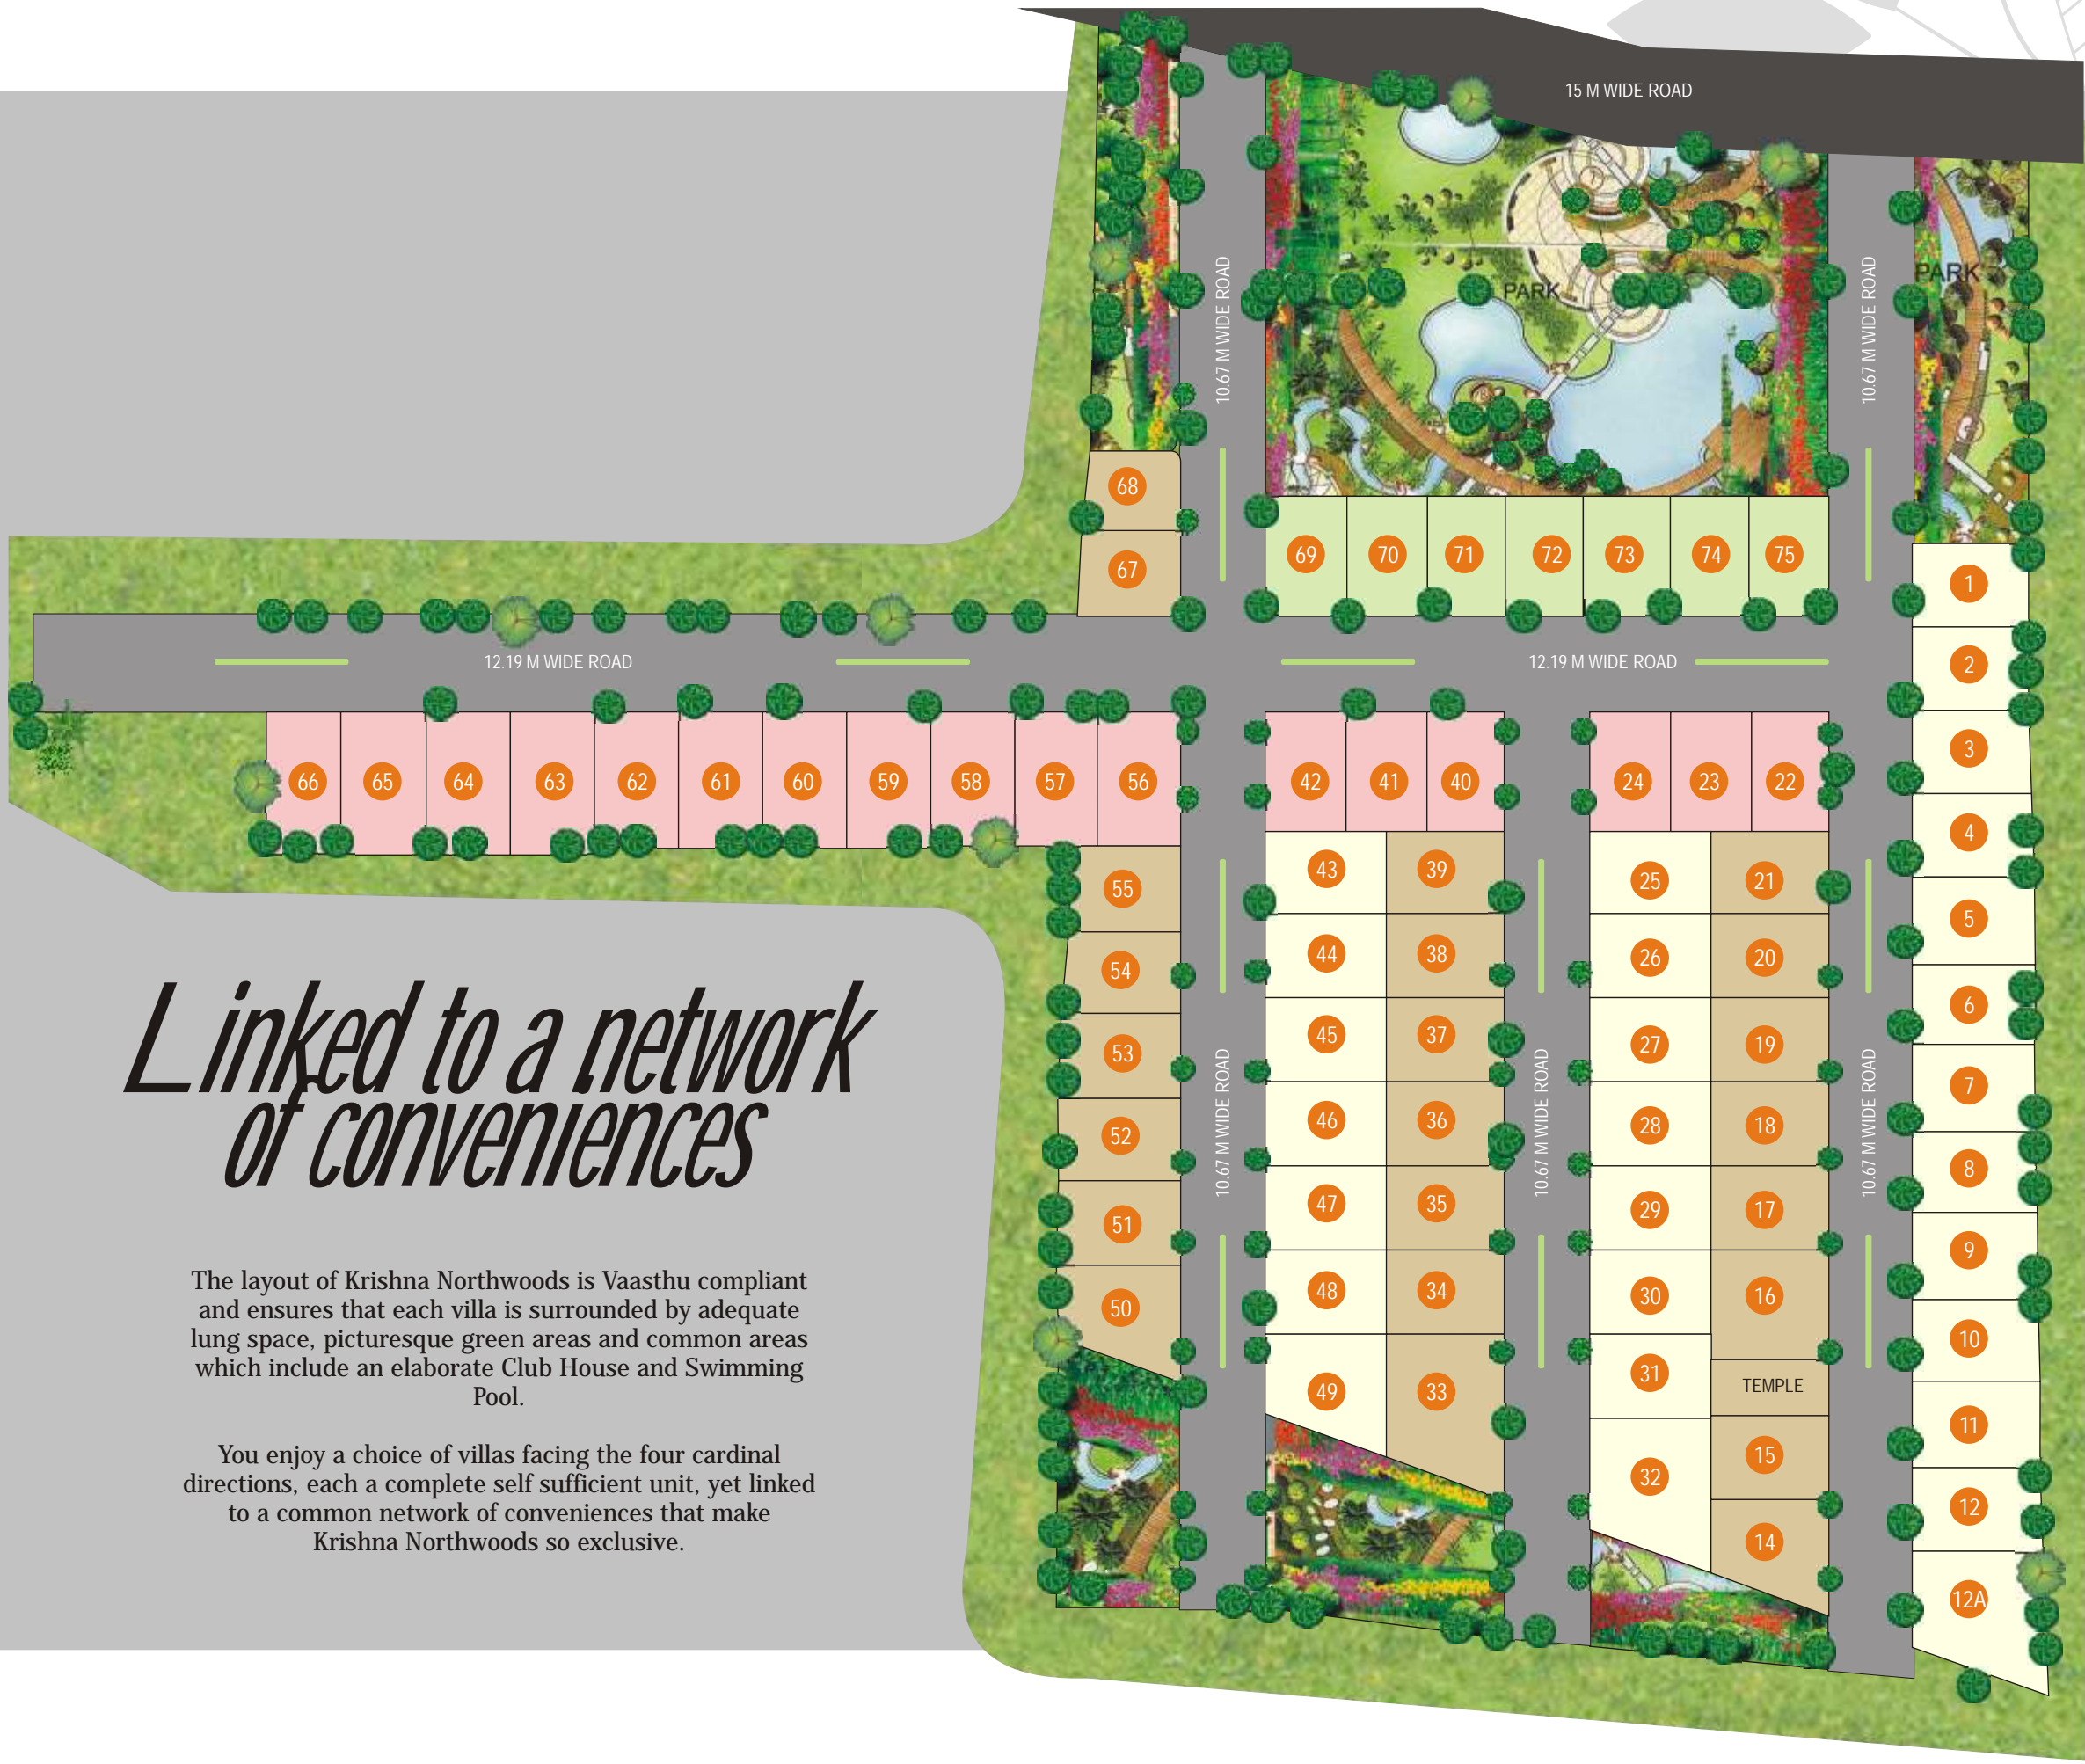 15 M WIDE ROAD
10.67 M WIDE ROAD
10.67 M WIDE ROAD
PARK
PARK
68
67
69 70 71 72 73 74 75
1
2
3
4
5
6
7
8
9
10
11
12
12A
12.19 M WIDE ROAD
12.19 M WIDE ROAD
66 65 64 63 62 61 60 59 58 57 56
42 41 40
24 23 22
55
54
53
52
51
50
43 39
44 38
45 37
46 36
47 35
48 34
49 33
25 21
26 20
27 19
28 18
29 17
30 16
31
TEMPLE
32
15
14
10.67 M WIDE ROAD
10.67 M WIDE ROAD
10.67 M WIDE ROAD
Linked to a network
of conveniences
The layout of Krishna Northwoods is Vaasthu compliant
and ensures that each villa is surrounded by adequate
lung space, picturesque green areas and common areas
which include an elaborate Club House and Swimming
Pool.
You enjoy a choice of villas facing the four cardinal
directions, each a complete self sufficient unit, yet linked
to a common network of conveniences that make
Krishna Northwoods so exclusive.